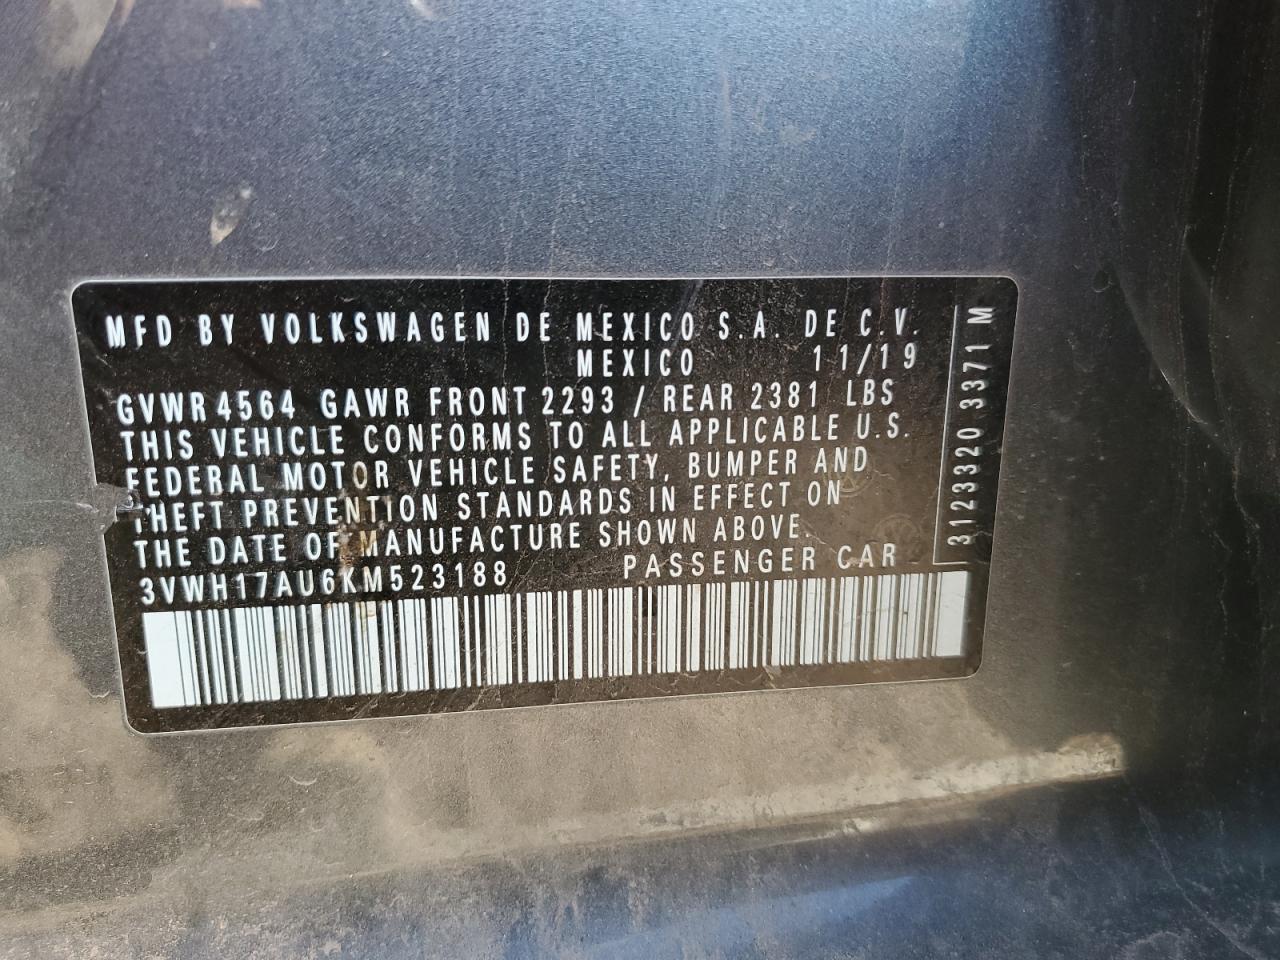 MFD BY VOLKSWAGEN DE MEXICO S.A. DE C.V.
MEXICO 11/19
GVWR 4564 GAWR FRONT 2293 / REAR 2381 LBS
THIS VEHICLE CONFORMS TO ALL APPLICABLE U.S.
FEDERAL MOTOR VEHICLE SAFETY, BUMPER AND
THEFT PREVENTION STANDARDS IN EFFECT ON
THE DATE OF MANUFACTURE SHOWN ABOVE.
3VWH17AU6KM523188 PASSENGER CAR
3123320 3371 M